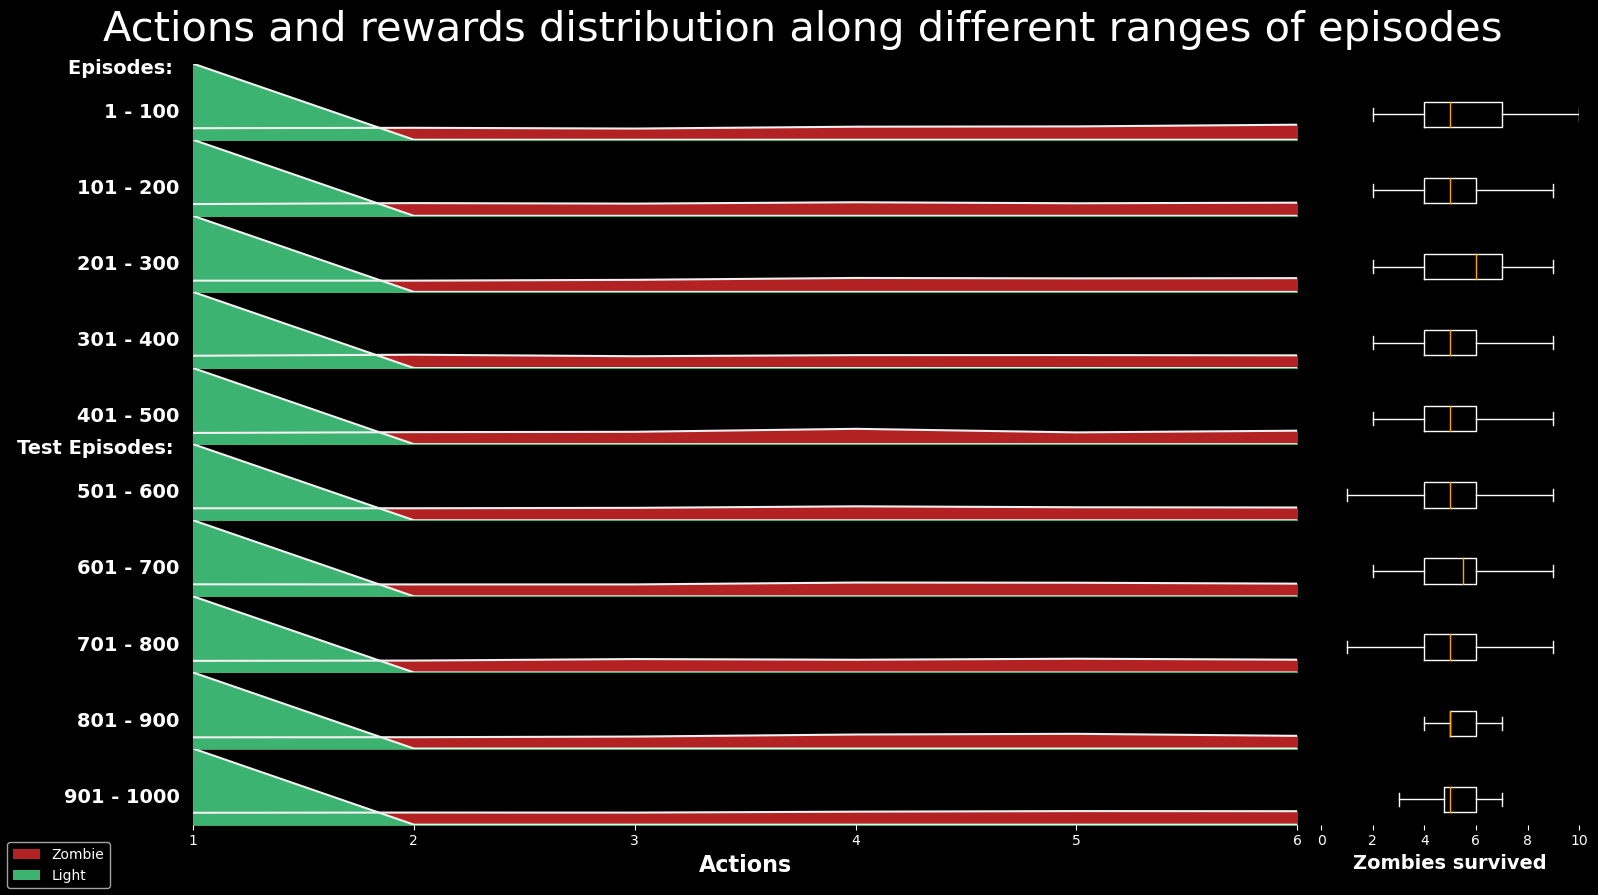 Actions and rewards distribution along different ranges of episodes
Episodes:
1 - 100
101 - 200
201 - 300
301 - 400
401 - 500
Test Episodes:
501 - 600
601 - 700
701 - 800
801 - 900
901 - 1000
1 2 3 4 5 6 0 2 4 6 8 10
Actions Zombies survived
Zombie
Light